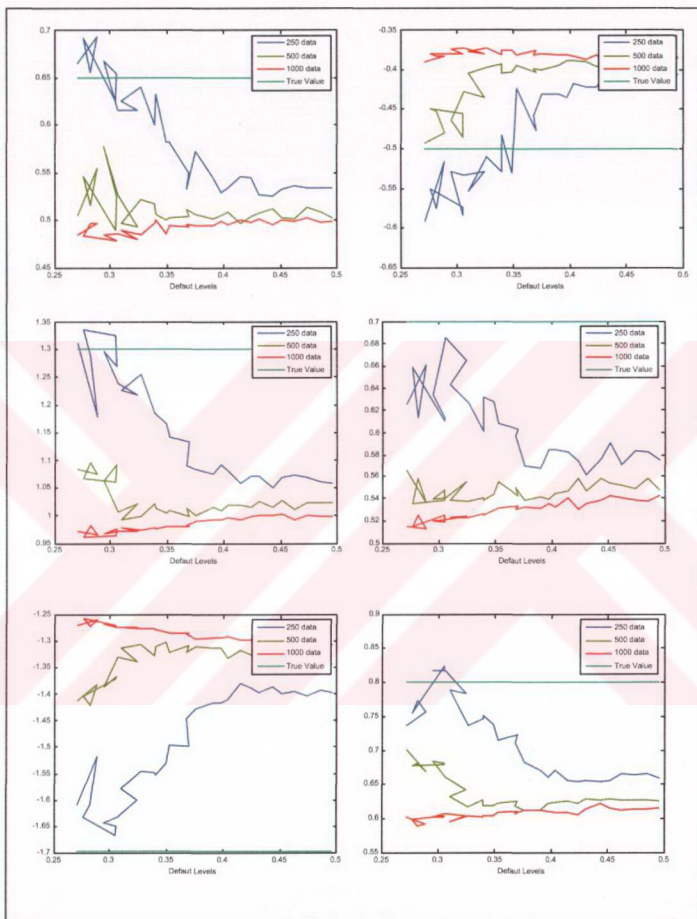 0.7
0.65
0.6
0.55
0.5
0.45
0.25 0.3 0.35 0.4 0.45 0.5
Defaut Levels
250 data
500 data
1000 data
True Value
-0.35
-0.4
-0.45
-0.5
-0.55
-0.6
-0.65
0.25 0.3 0.35 0.4 0.45 0.5
Defaut Levels
250 data
500 data
1000 data
True Value
1.35
1.3
1.25
1.2
1.15
1.1
1.05
1
0.95
0.25 0.3 0.35 0.4 0.45 0.5
Defaut Levels
250 data
500 data
1000 data
True Value
0.7
0.68
0.66
0.64
0.62
0.6
0.58
0.56
0.54
0.52
0.5
0.25 0.3 0.35 0.4 0.45 0.5
Defaut Levels
250 data
500 data
1000 data
True Value
-1.25
-1.3
-1.35
-1.4
-1.45
-1.5
-1.55
-1.6
-1.65
-1.7
0.25 0.3 0.35 0.4 0.45 0.5
Defaut Levels
250 data
500 data
1000 data
True Value
0.9
0.85
0.8
0.75
0.7
0.65
0.6
0.55
0.25 0.3 0.35 0.4 0.45 0.5
Defaut Levels
250 data
500 data
1000 data
True Value